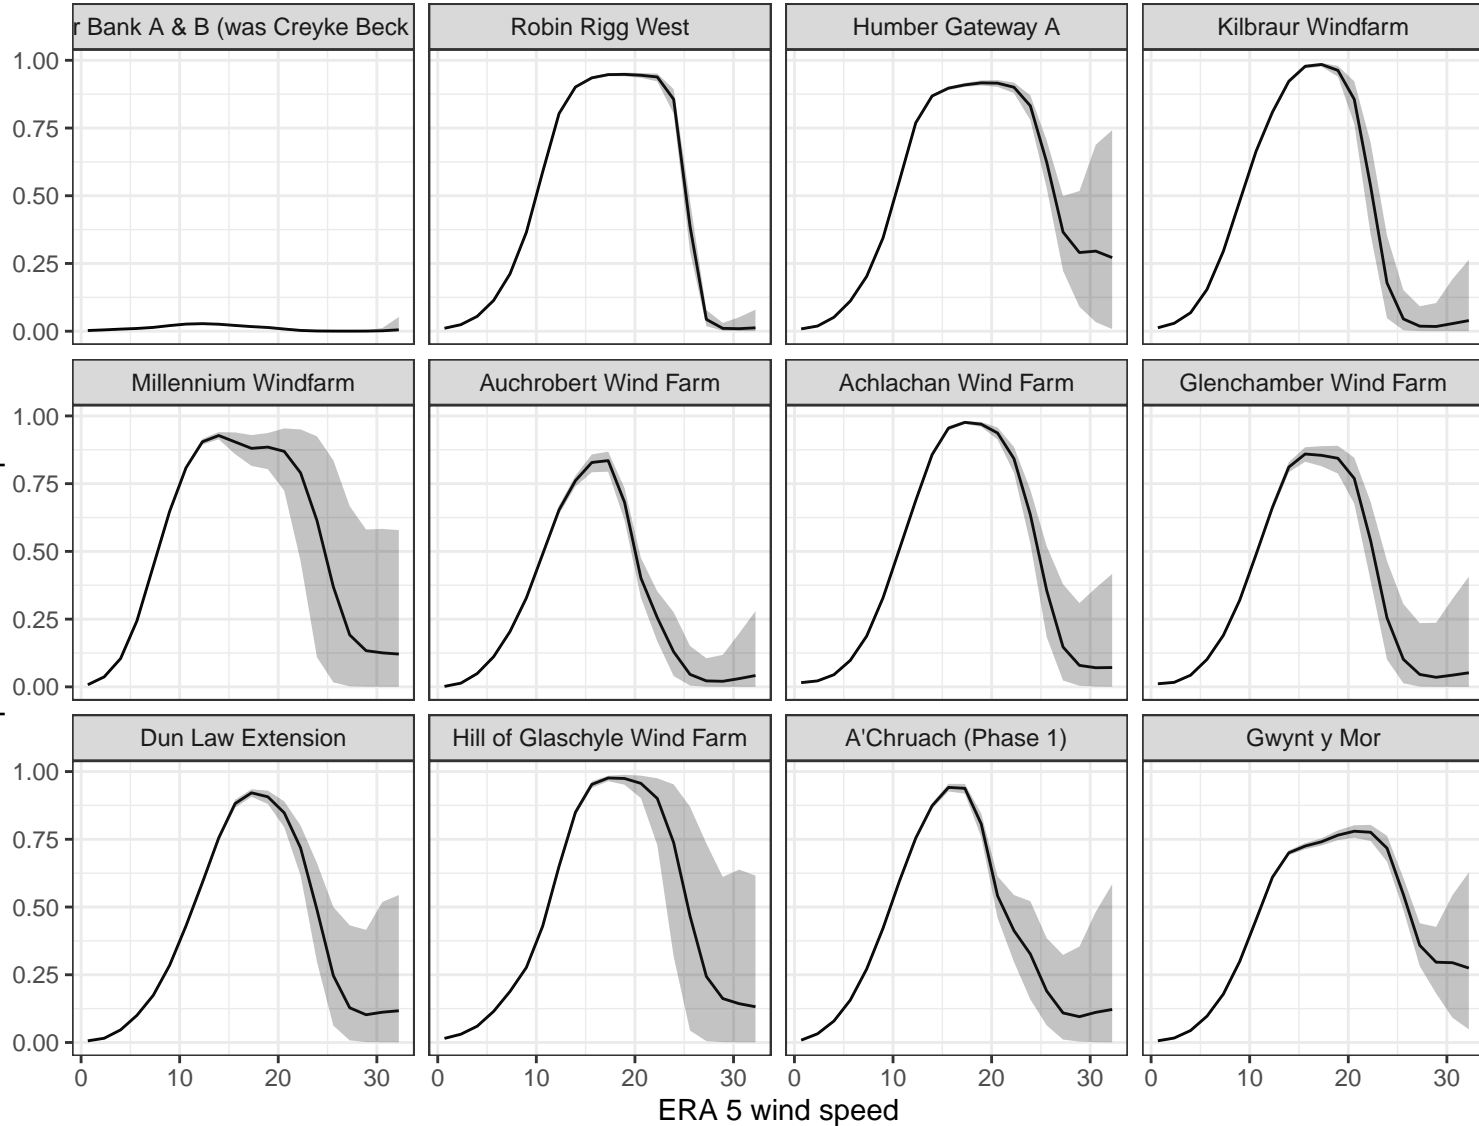 r Bank A & B (was Creyke Beck
Robin Rigg West
Humber Gateway A
Kilbraur Windfarm
1.00
0.75
0.50
0.25
0.00
Millennium Windfarm
Auchrobert Wind Farm
Achlachan Wind Farm
Glenchamber Wind Farm
1.00
0.75
0.50
0.25
0.00
Dun Law Extension
Hill of Glaschyle Wind Farm
A'Chruach (Phase 1)
Gwynt y Mor
1.00
0.75
0.50
0.25
0.00
0 10 20 30
0 10 20 30
0 10 20 30
0 10 20 30
ERA 5 wind speed